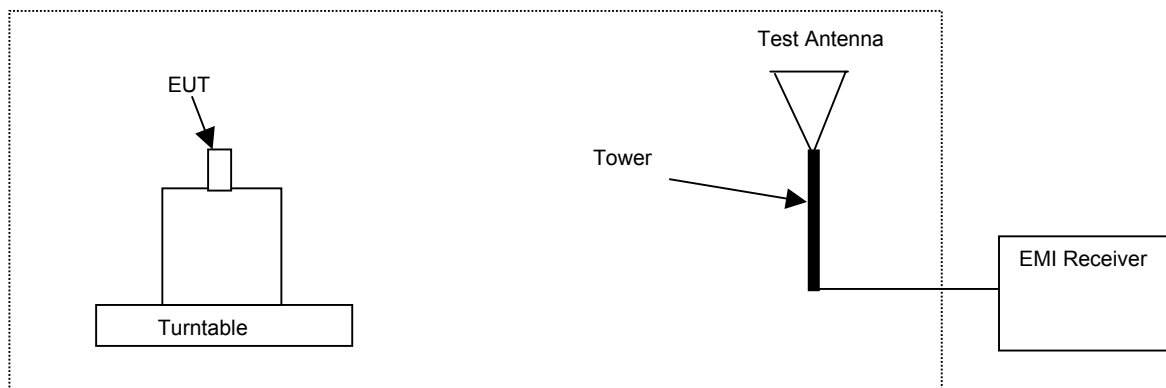 Test Antenna
EUT
Tower
EMI Receiver
Turntable